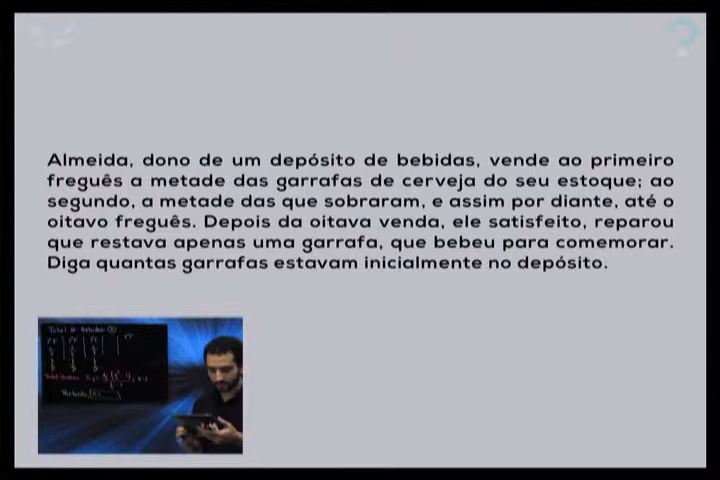 Almeida, dono de um depósito de bebidas, vende ao primeiro
freguês a metade das garrafas de cerveja do seu estoque; ao
segundo, a metade das que sobraram, e assim por diante, até o
oitavo freguês. Depois da oitava venda, ele satisfeito, reparou
que restava apenas uma garrafa, que bebeu para comemorar.
Diga quantas garrafas estavam inicialmente no depósito.